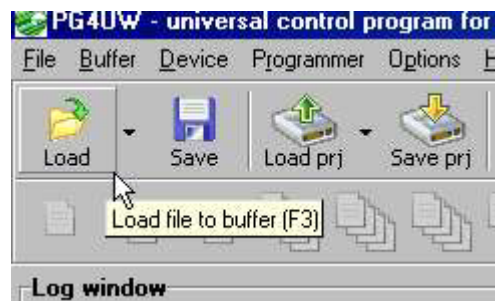 PG4UW - universal control program for
File Buffer Device Programmer Options H
Load Save Load prj Save prj
Load file to buffer (F3)
Log window